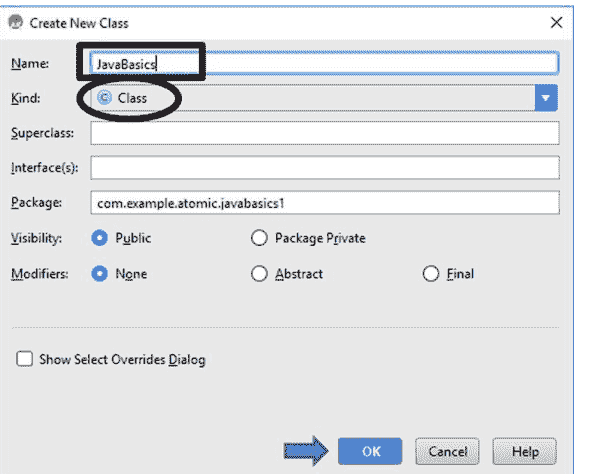 Create New Class
Name: JavaBasics
Kind: C Class
Superclass:
Interface(s):
Package: com.example.atomic.javabasics1
Visibility: Public Package Private
Modifiers: None Abstract Final
Show Select Overrides Dialog
OK Cancel Help